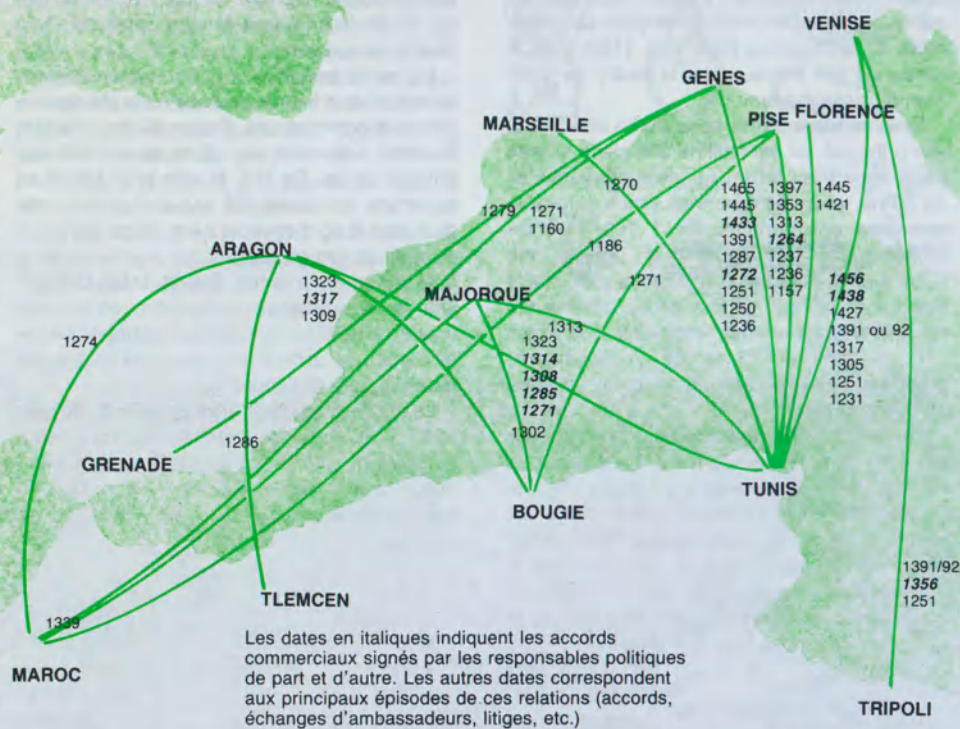 VENISE
GENES
PISE
FLORENCE
MARSEILLE
1270
1279
1271
1160
1186
1271
1465
1445
1433
1391
1287
1272
1251
1250
1236
1397
1353
1313
1264
1237
1236
1157
1445
1421
1456
1438
1427
1391 ou 92
1317
1305
1251
1231
ARAGON
1323
1317
1309
1274
MAJORQUE
1313
1323
1314
1308
1285
1271
1302
1286
GRENADE
BOUGIE
TUNIS
TLEMCEN
1339
MAROC
1391/92
1356
1251
TRIPOLI
Les dates en italiques indiquent les accords
commerciaux signés par les responsables politiques
de part et d'autre. Les autres dates correspondent
aux principaux épisodes de ces relations (accords,
échanges d'ambassadeurs, litiges, etc.)